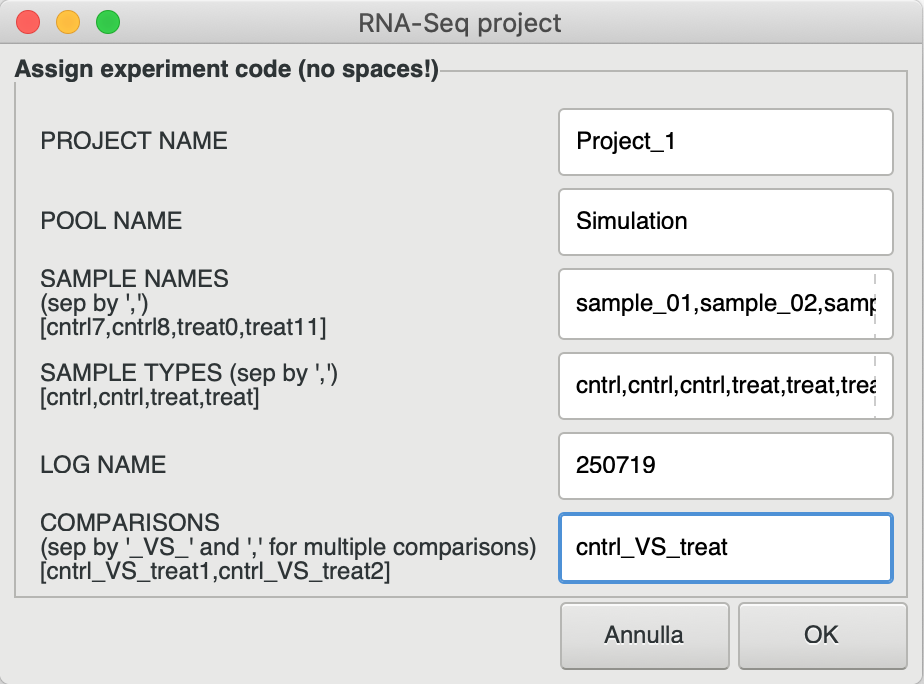 RNA-Seq project
Assign experiment code (no spaces!)
PROJECT NAME
Project_1
POOL NAME
Simulation
SAMPLE NAMES
(sep by ',')
[cntrl7,cntrl8,treat0,treat11]
sample_01,sample_02,samp
SAMPLE TYPES (sep by ',')
[cntrl,cntrl,treat,treat]
cntrl,cntrl,cntrl,treat,treat,trea
LOG NAME
250719
COMPARISONS
(sep by '_VS_' and ',' for multiple comparisons)
[cntrl_VS_treat1,cntrl_VS_treat2]
cntrl_VS_treat
Annulla
OK